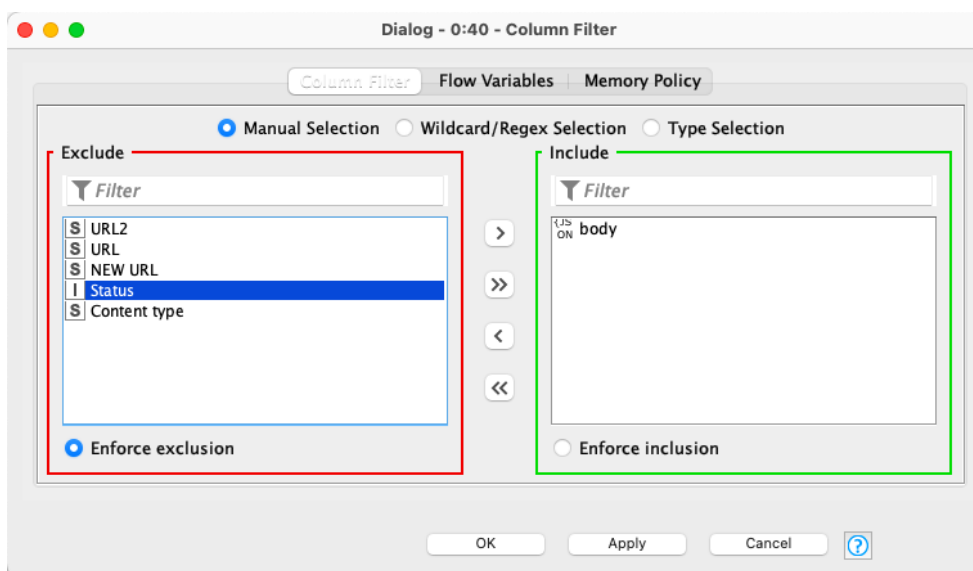 Dialog - 0:40 - Column Filter
Column Filter Flow Variables Memory Policy
Manual Selection Wildcard/Regex Selection Type Selection
Exclude
Filter
S URL2
S URL
S NEW URL
I Status
S Content type
Enforce exclusion
> 
>>
<
<<
Include
Filter
{JS
ON body
Enforce inclusion
OK Apply Cancel ?